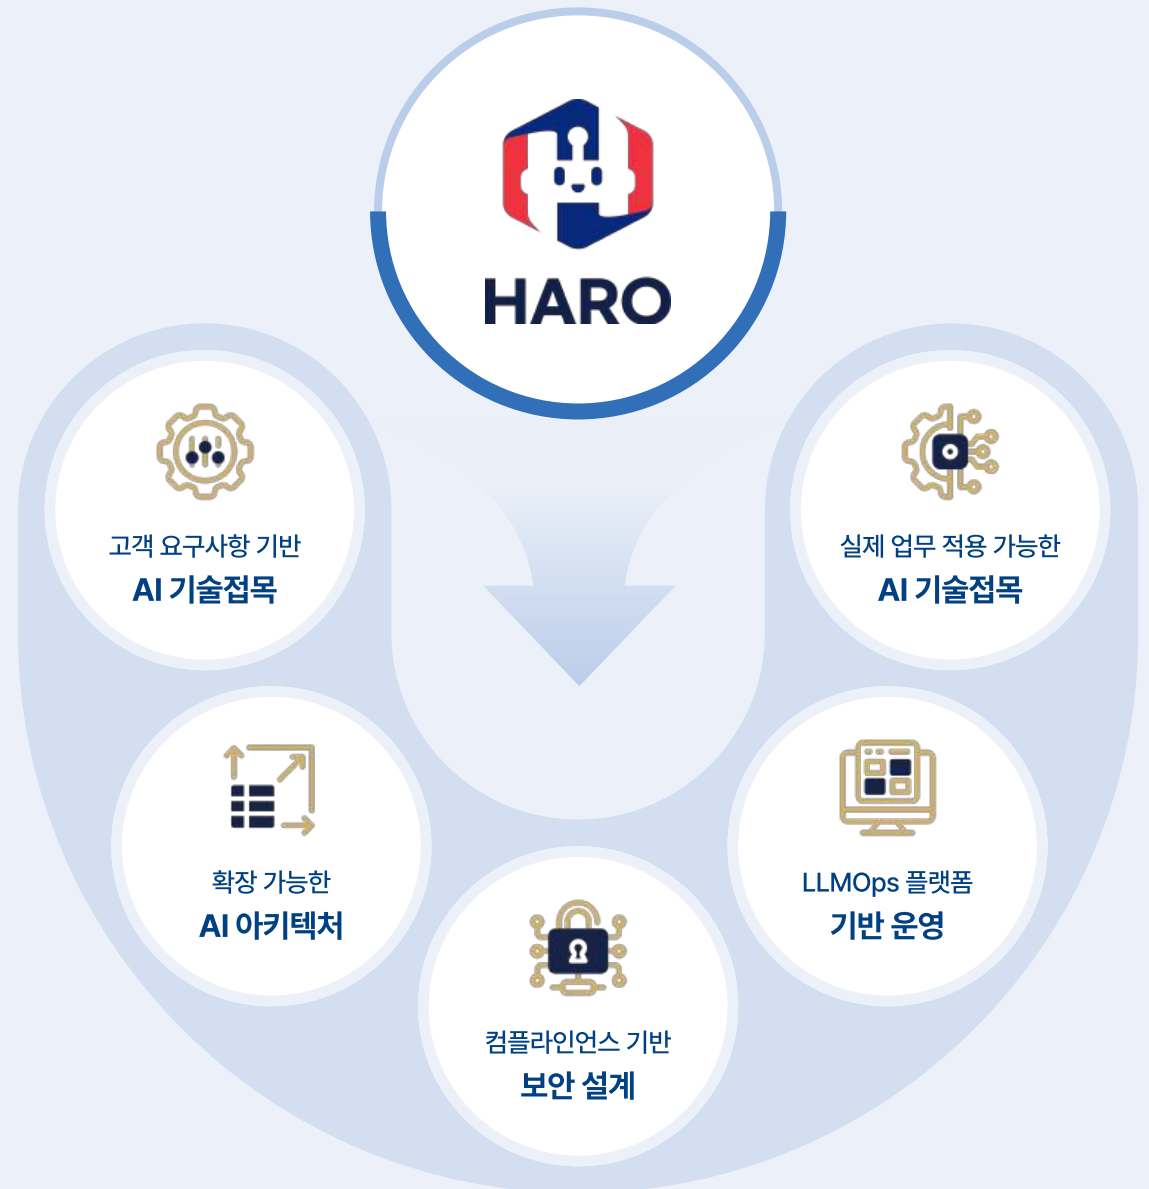 HARO
고객 요구사항 기반
AI 기술접목
실제 업무 적용 가능한
AI 기술접목
확장 가능한
AI 아키텍처
LLMOps 플랫폼
기반 운영
컴플라인언스 기반
보안 설계